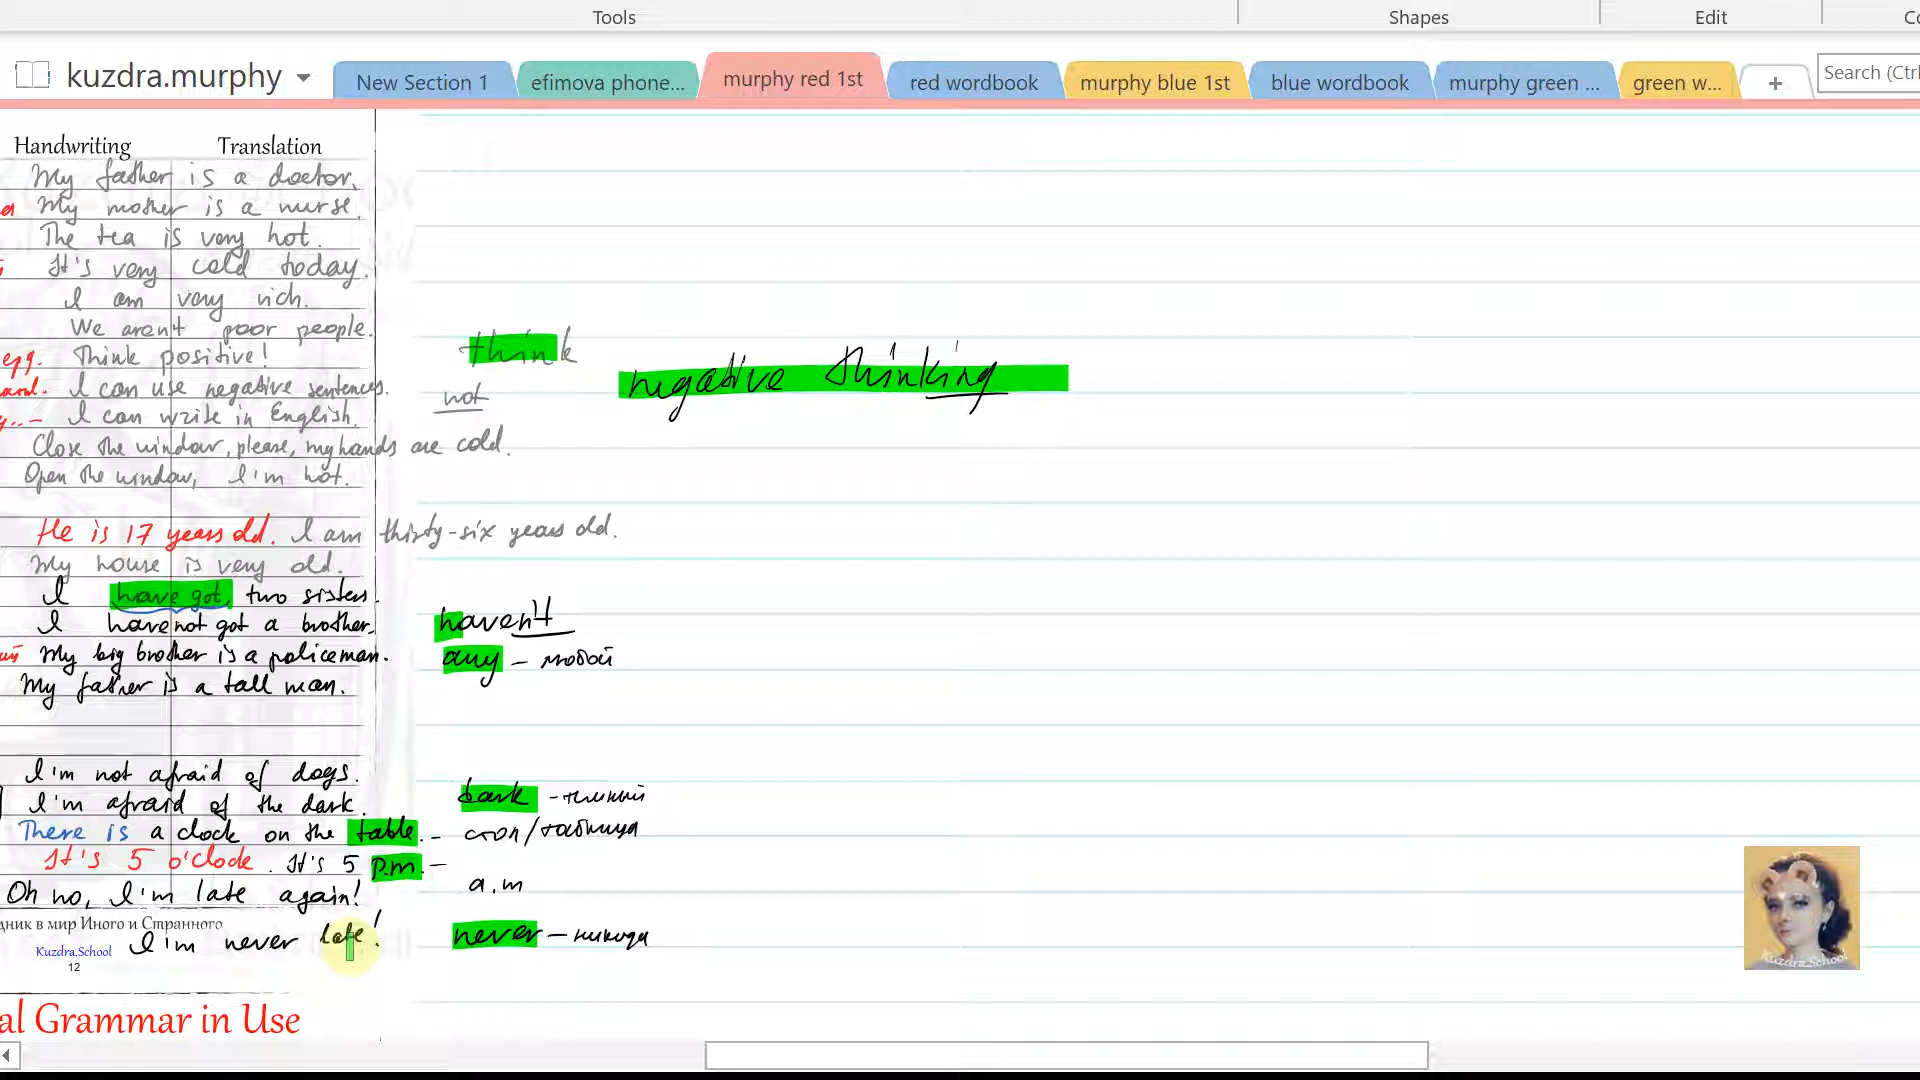 Tools Shapes Edit
kuzdra.murphy New Section 1 efimova phone... murphy red 1st red wordbook murphy blue 1st blue wordbook murphy green ... green w... + Search (Ctrl
Handwriting Translation
My father is a doctor.
My mother is a nurse.
The tea is very hot.
It's very cold today.
I am very rich.
We aren't poor people.
Think positive!
think
negative thinking
I can use negative sentences.
not
I can write in English.
Close the window, please, my hands are cold.
Open the window, I'm hot.
He is 17 years old. I am thirty-six years old.
My house is very old.
I have got two sisters.
I have not got a brother.
haven't
My big brother is a policeman.
any – любой
My father is a tall man.
I'm not afraid of dogs.
I'm afraid of the dark.
dark - темный
There is a clock on the table. - стол/таблица
It's 5 o'clock. It's 5 p.m –
a.m
Oh no, I'm late again!
дник в мир Иного и Странного
I'm never late!
never – никогда
Kuzdra.School
12
al Grammar in Use
Kuzdra.School